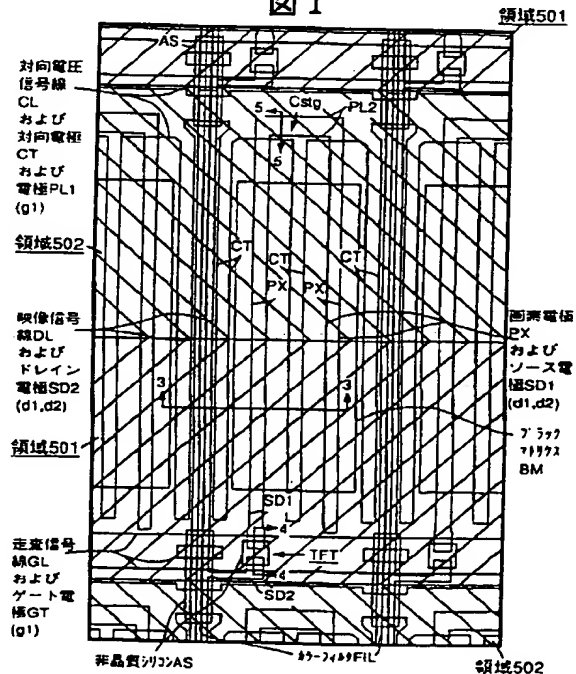 図1
領域501
AS
対向電圧
信号線
CL
および
対向電極
CT
および
電極PL1
(g1)
5
Cstg
PL2
5
領域502
CT
CT
CT
PX
PX
映像信号
線DL
および
ドレイン
電極SD2
(d1,d2)
画素電極
PX
および
ソース電
極SD1
(d1,d2)
3
3
ブラック
マトリクス
BM
領域501
SD1
4
TFT
4
SD2
走査信号
線GL
および
ゲート電
極GT
(g1)
非晶質シリコンAS
カラーフィルタFIL
領域502